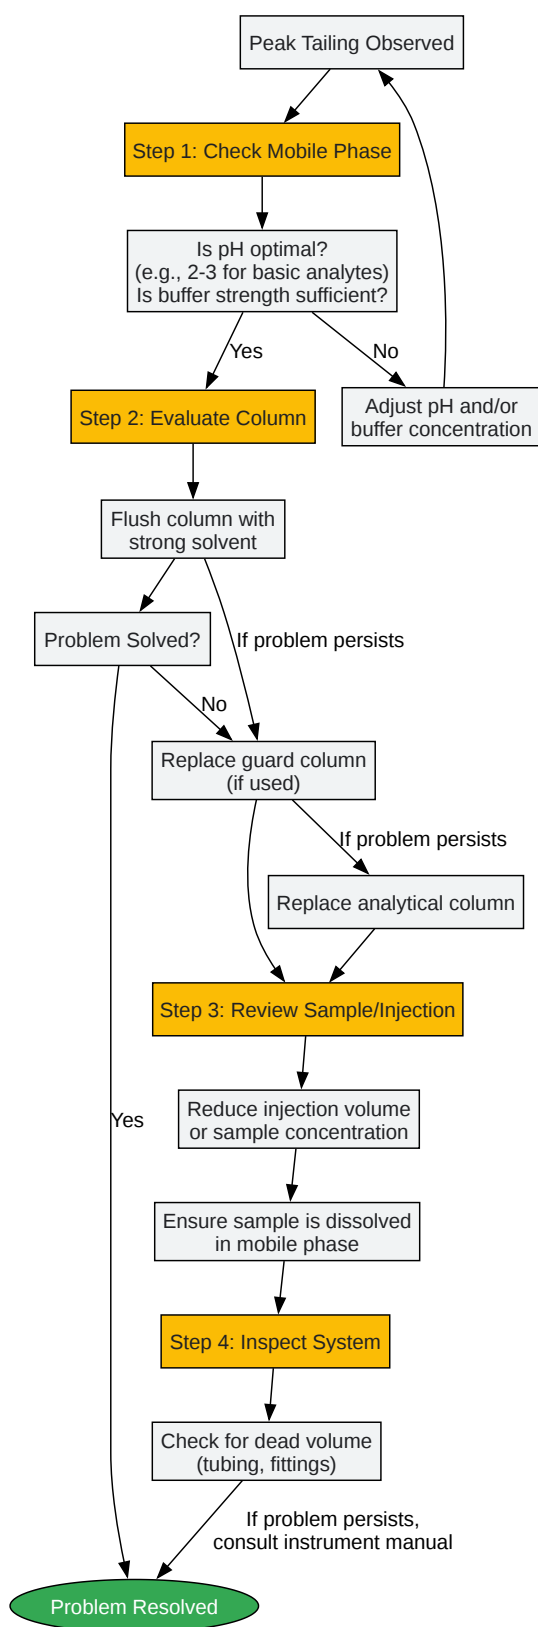 Peak Tailing Observed
Step 1: Check Mobile Phase
Is pH optimal?
(e.g., 2-3 for basic analytes)
Is buffer strength sufficient?
Yes
No
Step 2: Evaluate Column
Adjust pH and/or
buffer concentration
Flush column with
strong solvent
Problem Solved?
If problem persists
No
Replace guard column
(if used)
If problem persists
Replace analytical column
Step 3: Review Sample/Injection
Reduce injection volume
or sample concentration
Yes
Ensure sample is dissolved
in mobile phase
Step 4: Inspect System
Check for dead volume
(tubing, fittings)
If problem persists,
consult instrument manual
Problem Resolved